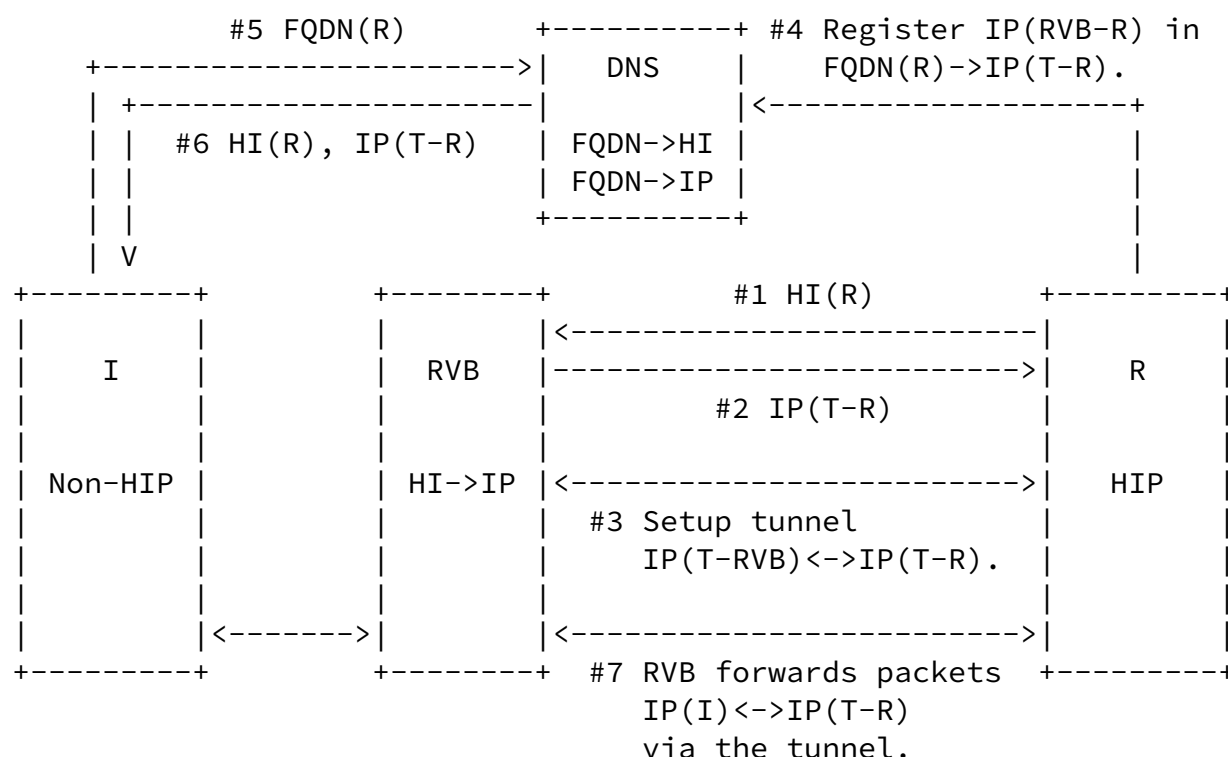 #5 FQDN(R) +----------+ #4 Register IP(RVB-R) in
+----------------------->| DNS | FQDN(R)->IP(T-R).
| +----------------------| |<--------------------+
| | #6 HI(R), IP(T-R) | FQDN->HI | |
| | | FQDN->IP | |
| | +----------+ |
| V |
+---------+ +--------+ #1 HI(R) +---------+
| | | |<--------------------------| |
| I | | RVB |-------------------------->| R |
| | | | #2 IP(T-R) | |
| | | | | |
| Non-HIP | | HI->IP |<------------------------->| HIP |
| | | | #3 Setup tunnel | |
| | | | IP(T-RVB)<->IP(T-R). | |
| | | | | |
| |<------->| |<------------------------->| |
+---------+ +--------+ #7 RVB forwards packets +---------+
IP(I)<->IP(T-R)
via the tunnel.